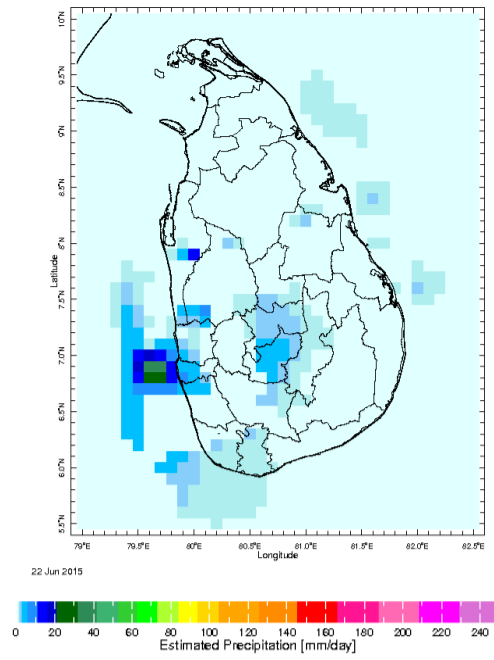 10°N
9.5°N
9°N
8.5°N
8°N
7.5°N
7.0°N
6.5°N
6.0°N
5.5°N
Latitude
79°E 79.5°E 80°E 80.5°E 81°E 81.5°E 82.0°E 82.5°E
Longitude
22 Jun 2015
0 20 40 60 80 100 120 140 160 180 200 220 240
Estimated Precipitation [mm/day]